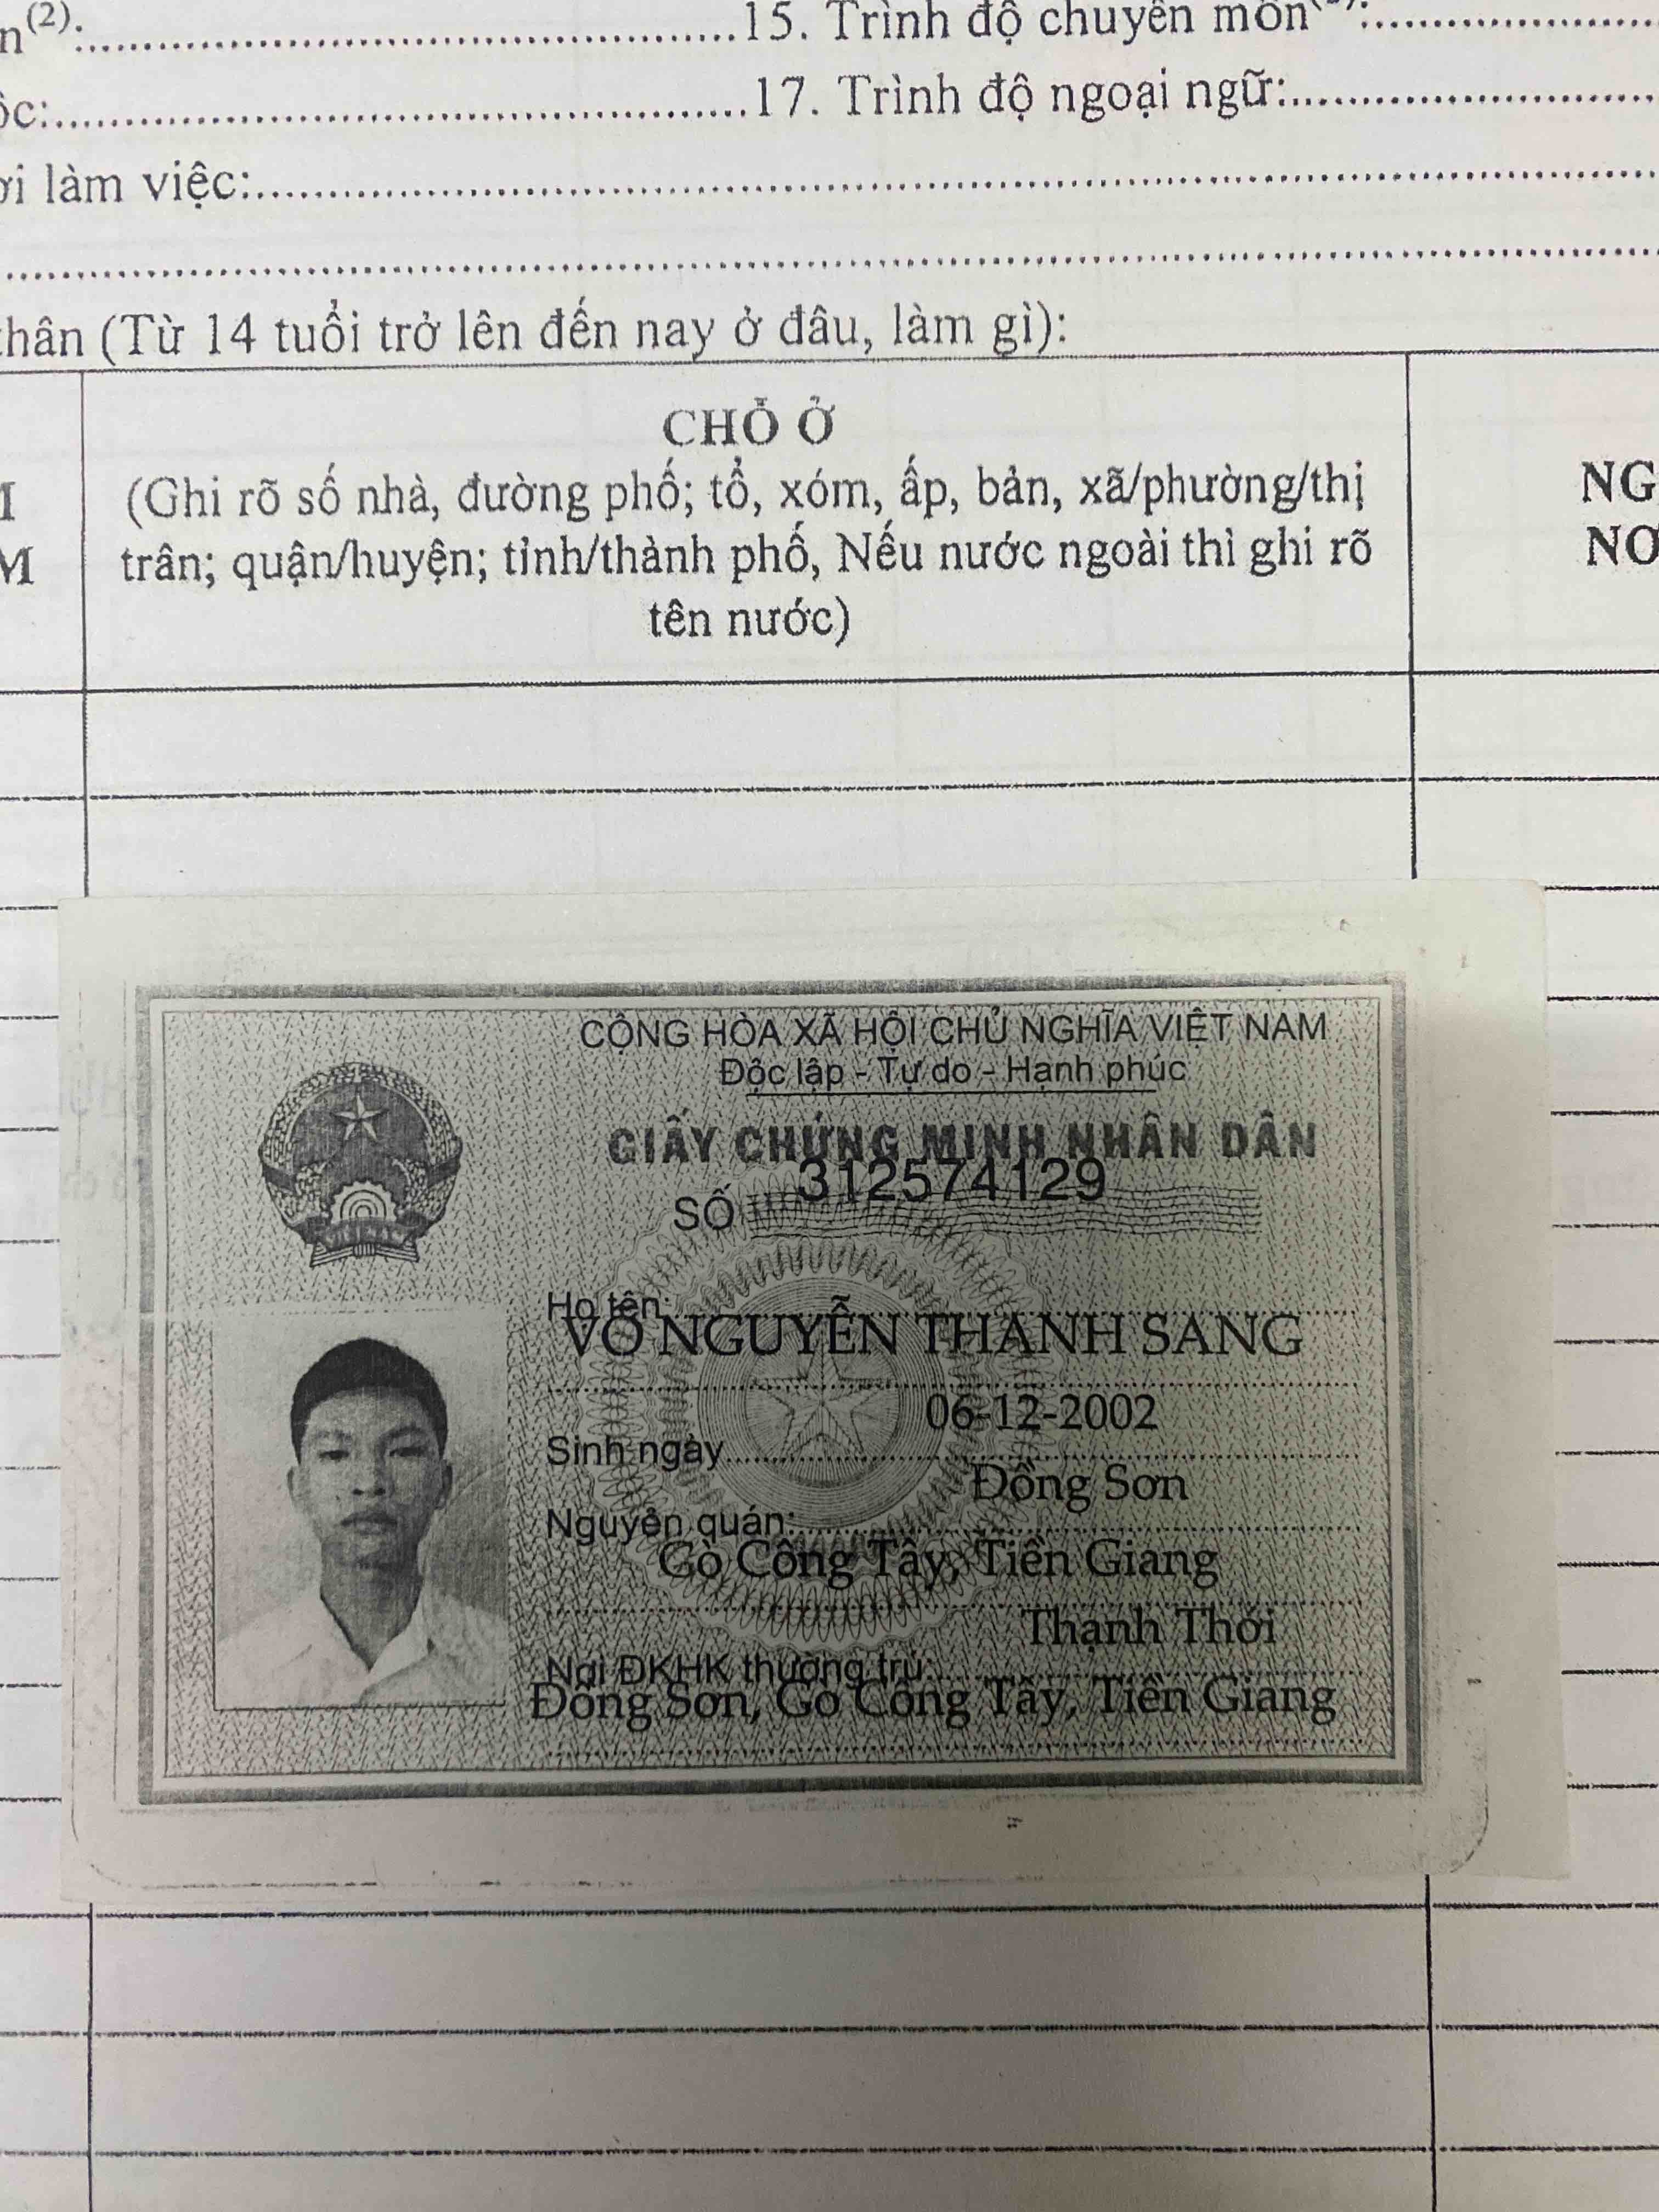 n(2):
15. Trình độ chuyên môn
17. Trình độ ngoại ngữ:
ơi làm việc:
thân (Từ 14 tuổi trở lên đến nay ở đâu, làm gì):
CHỖ Ở
(Ghi rõ số nhà, đường phố; tổ, xóm, ấp, bản, xã/phường/thị
trân; quận/huyện; tỉnh/thành phố, Nếu nước ngoài thì ghi rõ
tên nước)
M
NG
NƠ
CỘNG HÒA XÃ HỘI CHỦ NGHĨA VIỆT NAM
Độc lập - Tự do - Hạnh phúc
GIẤY CHỨNG MINH NHÂN DÂN
SỐ 312574129
VIỆT NAM
Họ tên:
VÕ NGUYỄN THANH SANG
Sinh ngày 06-12-2002
Nguyên quán: Đồng Sơn
Gò Công Tây, Tiền Giang
Nơi ĐKHK thường trú: Thạnh Thới
Đồng Sơn, Gò Công Tây, Tiền Giang